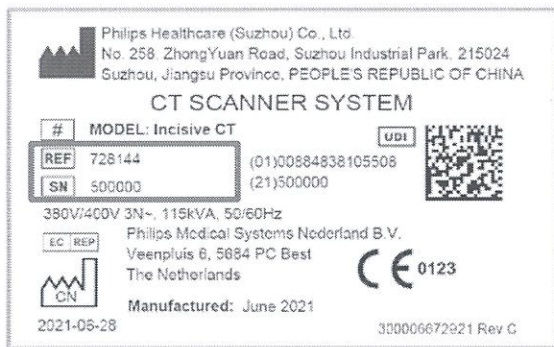 Philips Healthcare (Suzhou) Co., Ltd.
No. 258, ZhongYuan Road, Suzhou Industrial Park, 215024
Suzhou, Jiangsu Province, PEOPLE'S REPUBLIC OF CHINA
CT SCANNER SYSTEM
# MODEL: Incisive CT
UDI
REF 728144
(01)00884838105508
SN 500000
(21)500000
380V/400V 3N~, 115kVA, 50/60Hz
EC REP
Philips Medical Systems Nederland B.V.
Veenpluis 6, 5684 PC Best
The Netherlands
CE 0123
CN
Manufactured: June 2021
2021-06-28
300006672921 Rev C